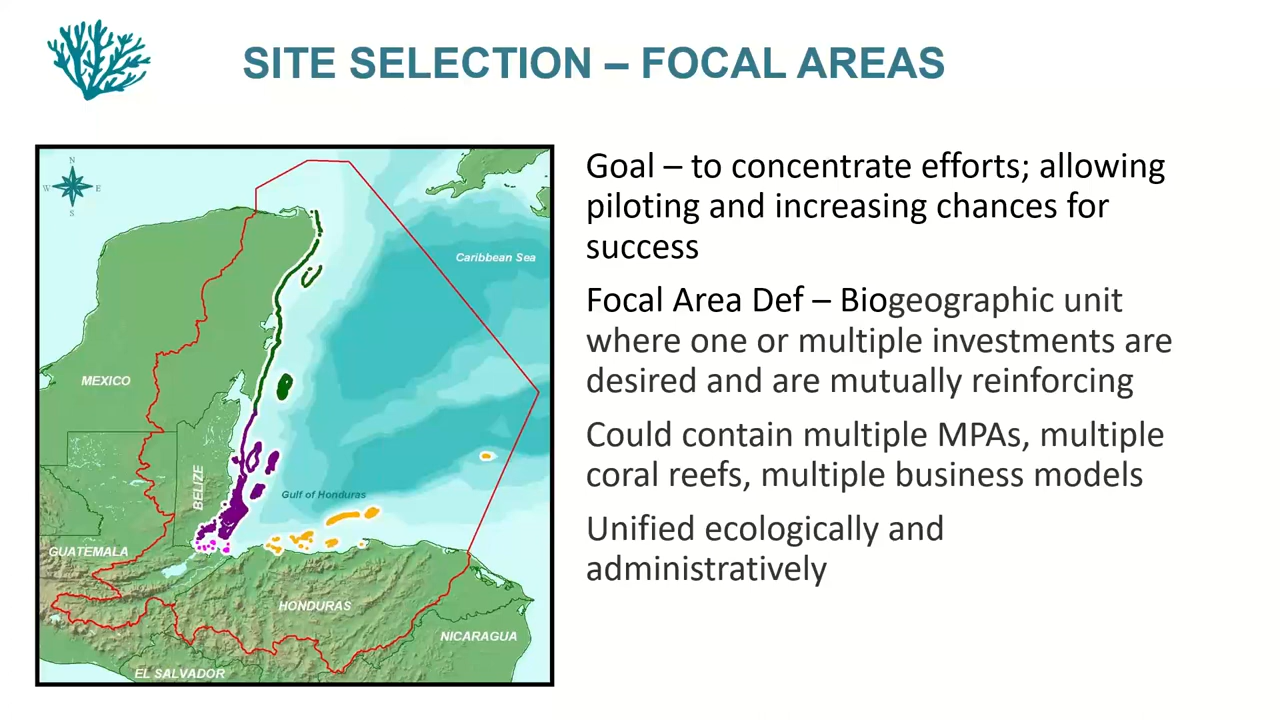 SITE SELECTION – FOCAL AREAS
N
W
E
S
Caribbean Sea
MEXICO
BELIZE
Gulf of Honduras
GUATEMALA
HONDURAS
NICARAGUA
EL SALVADOR
Goal – to concentrate efforts; allowing
piloting and increasing chances for
success
Focal Area Def – Biogeographic unit
where one or multiple investments are
desired and are mutually reinforcing
Could contain multiple MPAs, multiple
coral reefs, multiple business models
Unified ecologically and
administratively